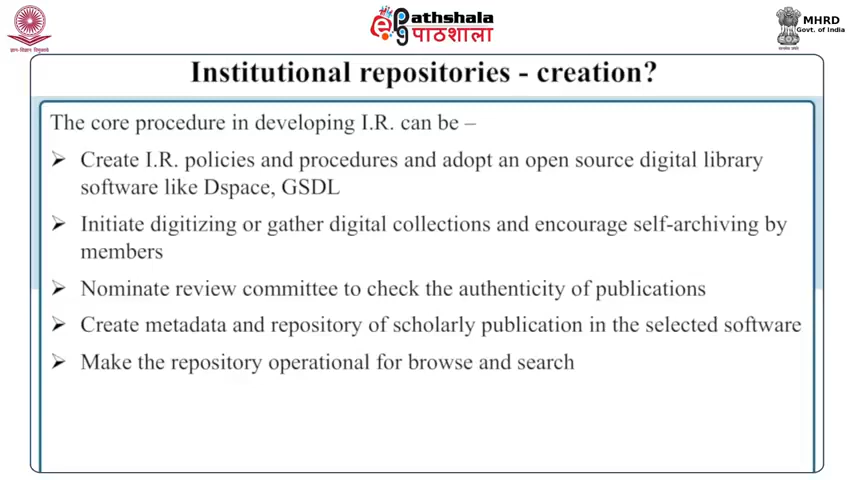 ePathshala
पाठशाला
MHRD
Govt. of India
Institutional repositories - creation?
The core procedure in developing I.R. can be –
➢ Create I.R. policies and procedures and adopt an open source digital library
software like Dspace, GSDL
➢ Initiate digitizing or gather digital collections and encourage self-archiving by
members
➢ Nominate review committee to check the authenticity of publications
➢ Create metadata and repository of scholarly publication in the selected software
➢ Make the repository operational for browse and search